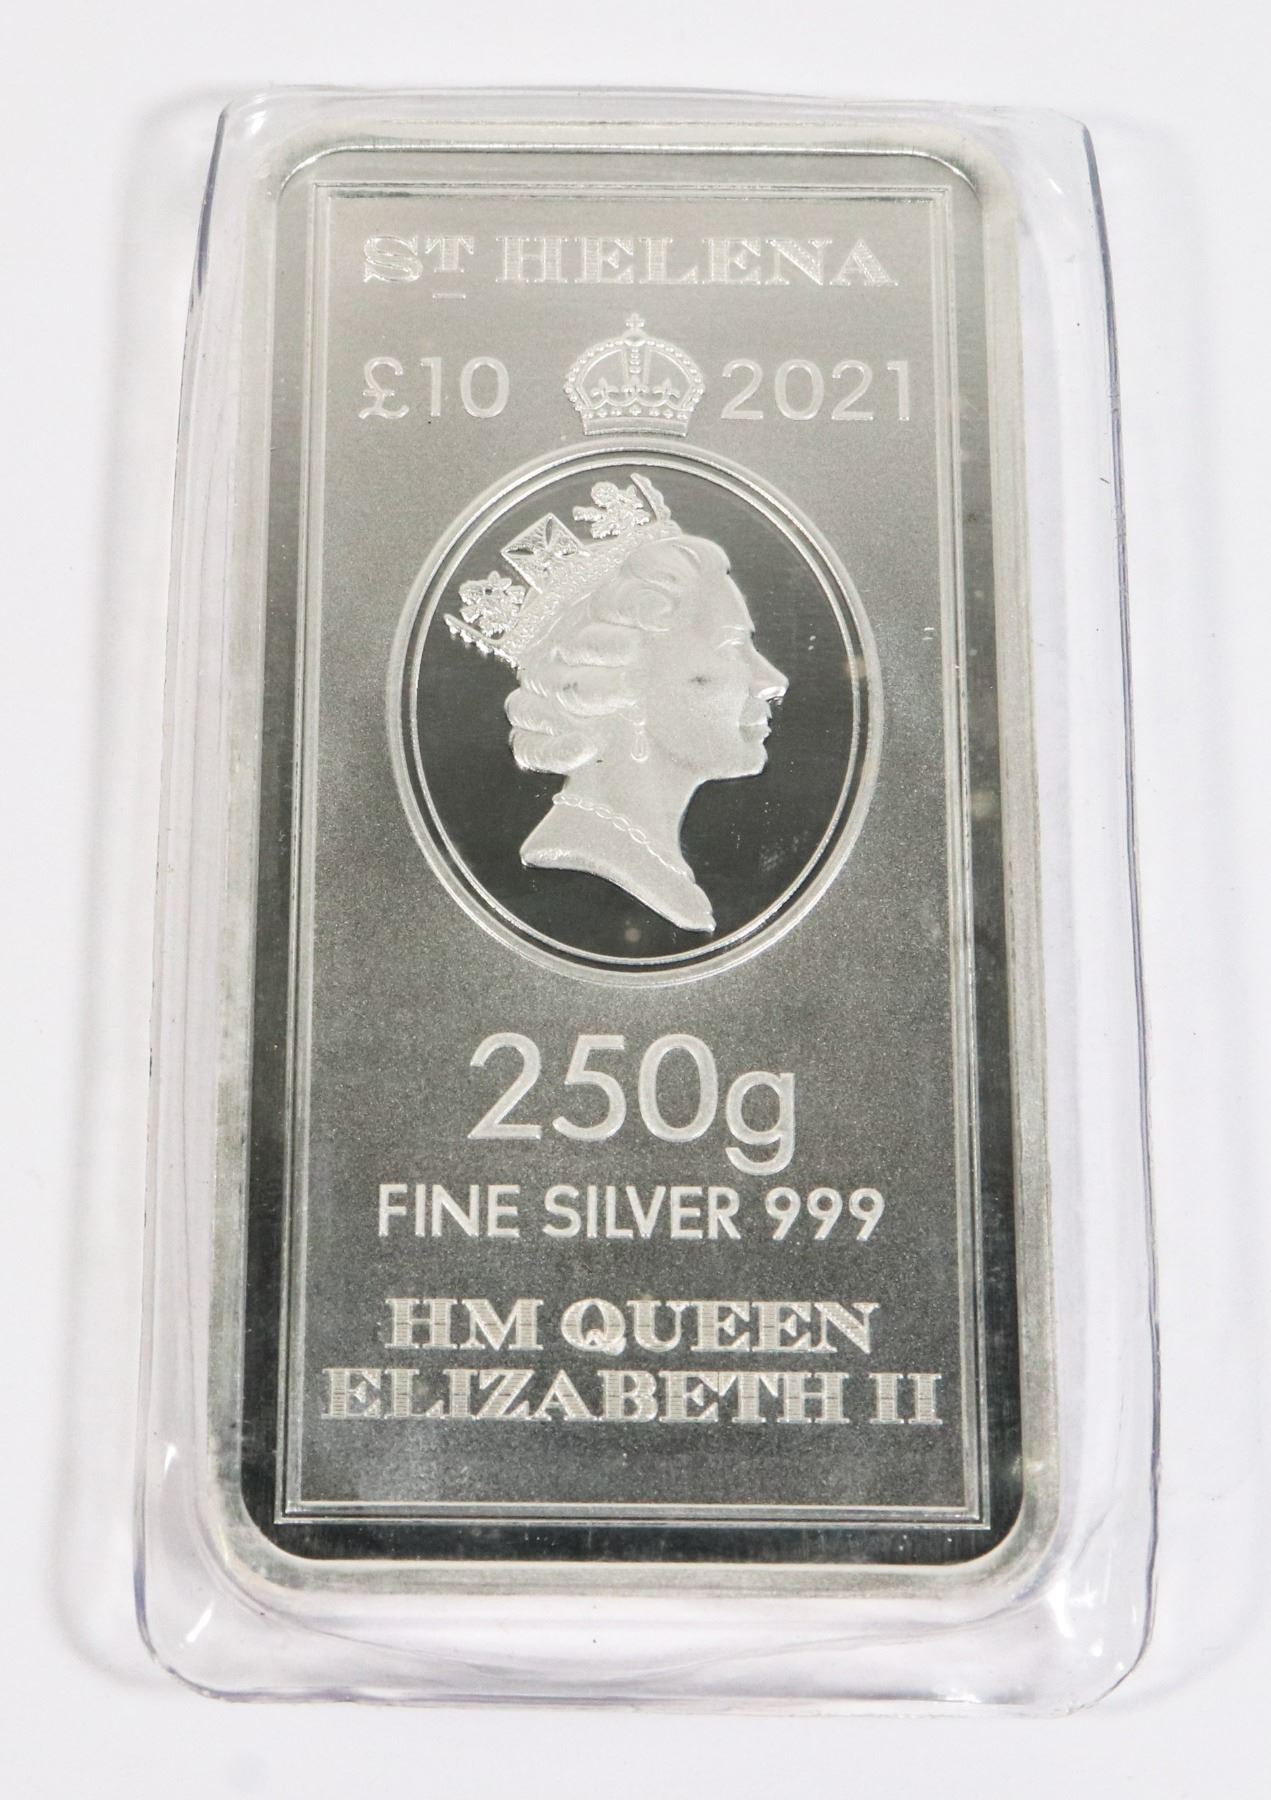 ST HELENA
£10 2021
250g
FINE SILVER 999
HM QUEEN
ELIZABETH II